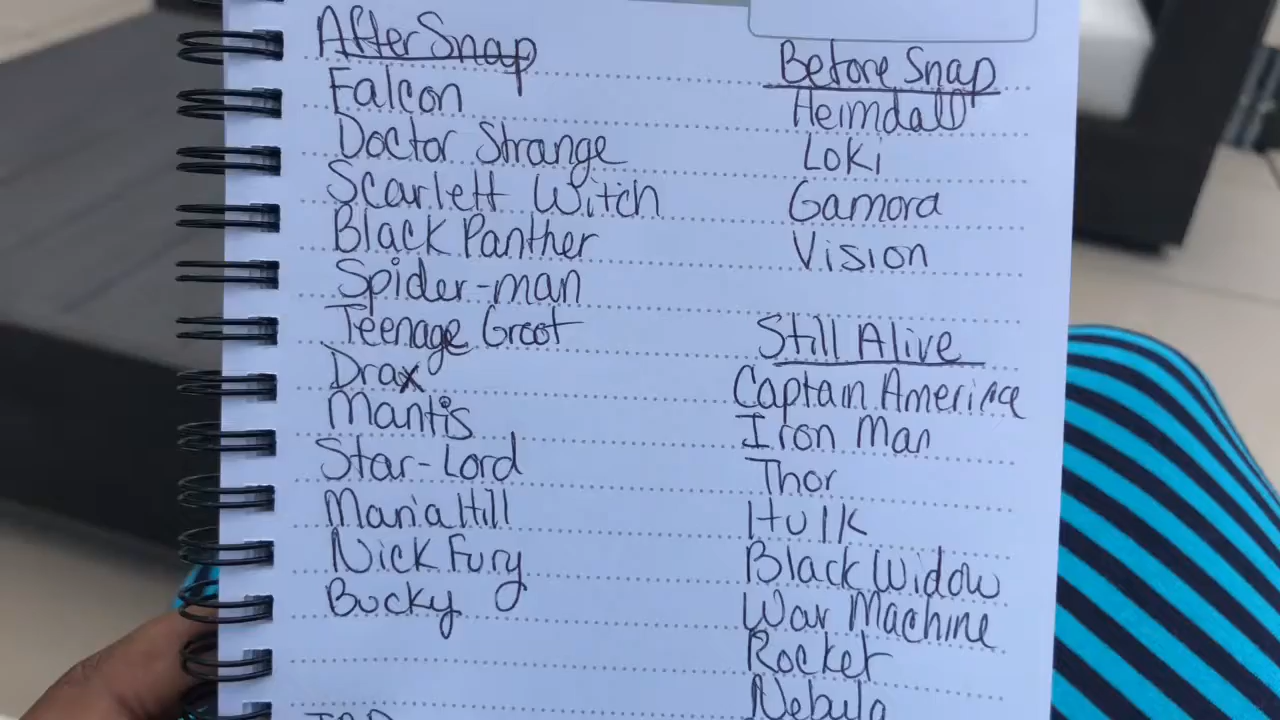 After Snap
Falcon
Doctor Strange
Scarlett Witch
Black Panther
Spider-man
Teenage Groot
Drax
Mantis
Star-Lord
Maria Hill
Nick Fury
Bucky
Before Snap
Heimdall
Loki
Gamora
Vision
Still Alive
Captain America
Iron Man
Thor
Hulk
Black Widow
War Machine
Rocket
Nebula